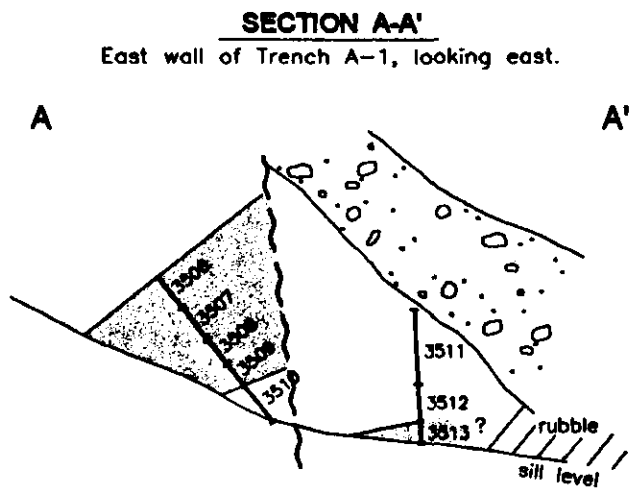 SECTION A-A'
East wall of Trench A-1, looking east.
A A'
3506
3507
3508
3509
3510
3511
3512
3513 ?
rubble
sill level